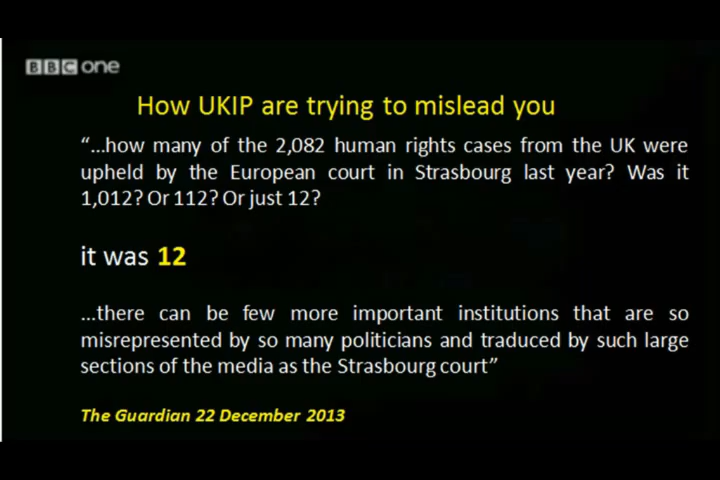 BBC one
How UKIP are trying to mislead you
“...how many of the 2,082 human rights cases from the UK were
upheld by the European court in Strasbourg last year? Was it
1,012? Or 112? Or just 12?
it was 12
...there can be few more important institutions that are so
misrepresented by so many politicians and traduced by such large
sections of the media as the Strasbourg court”
The Guardian 22 December 2013